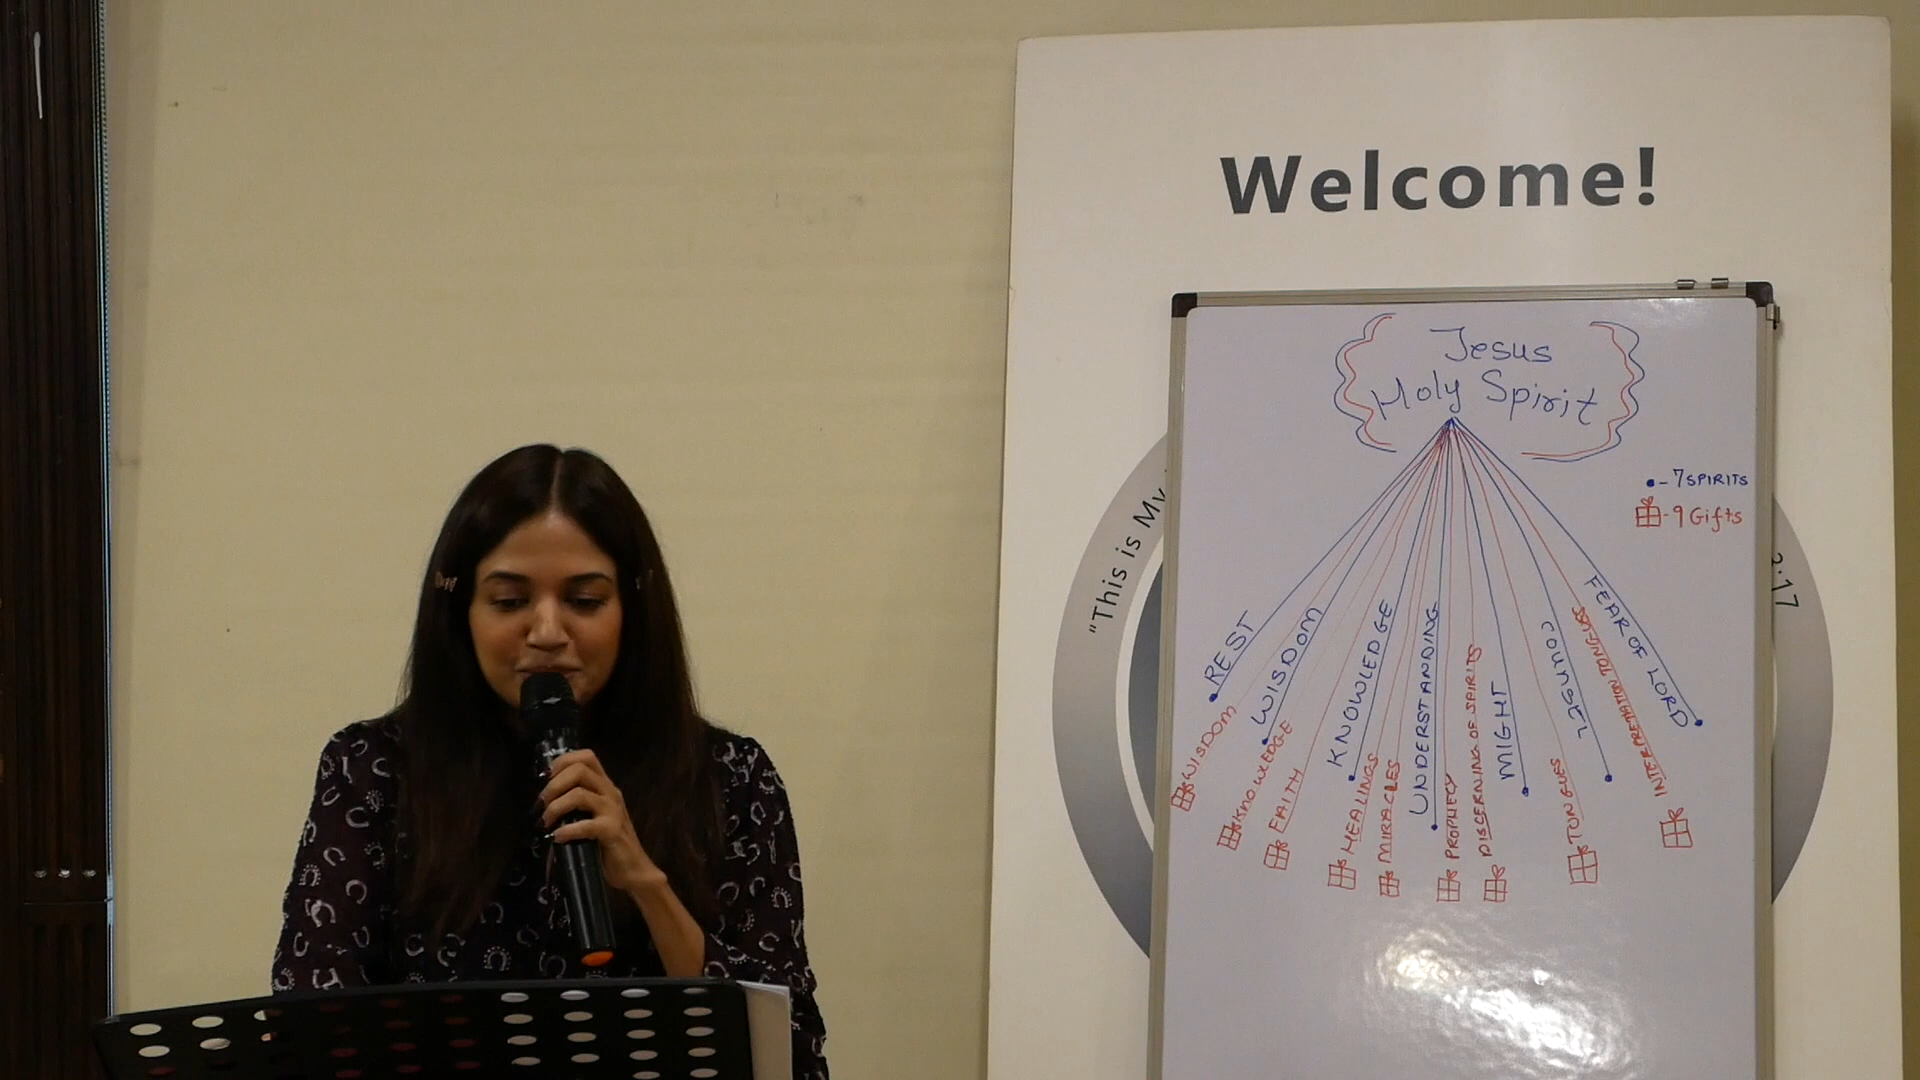 Welcome!
"This is My
3:17
Jesus
Holy Spirit
- 7 SPIRITS
- 9 Gifts
REST
WISDOM
KNOWLEDGE
UNDERSTANDING
MIGHT
COUNSEL
FEAR OF LORD
WISDOM
KNOWLEDGE
FAITH
HEALINGS
MIRACLES
PROPHECY
DISCERNING OF SPIRITS
TONGUES
INTERPRETATION TONGUES